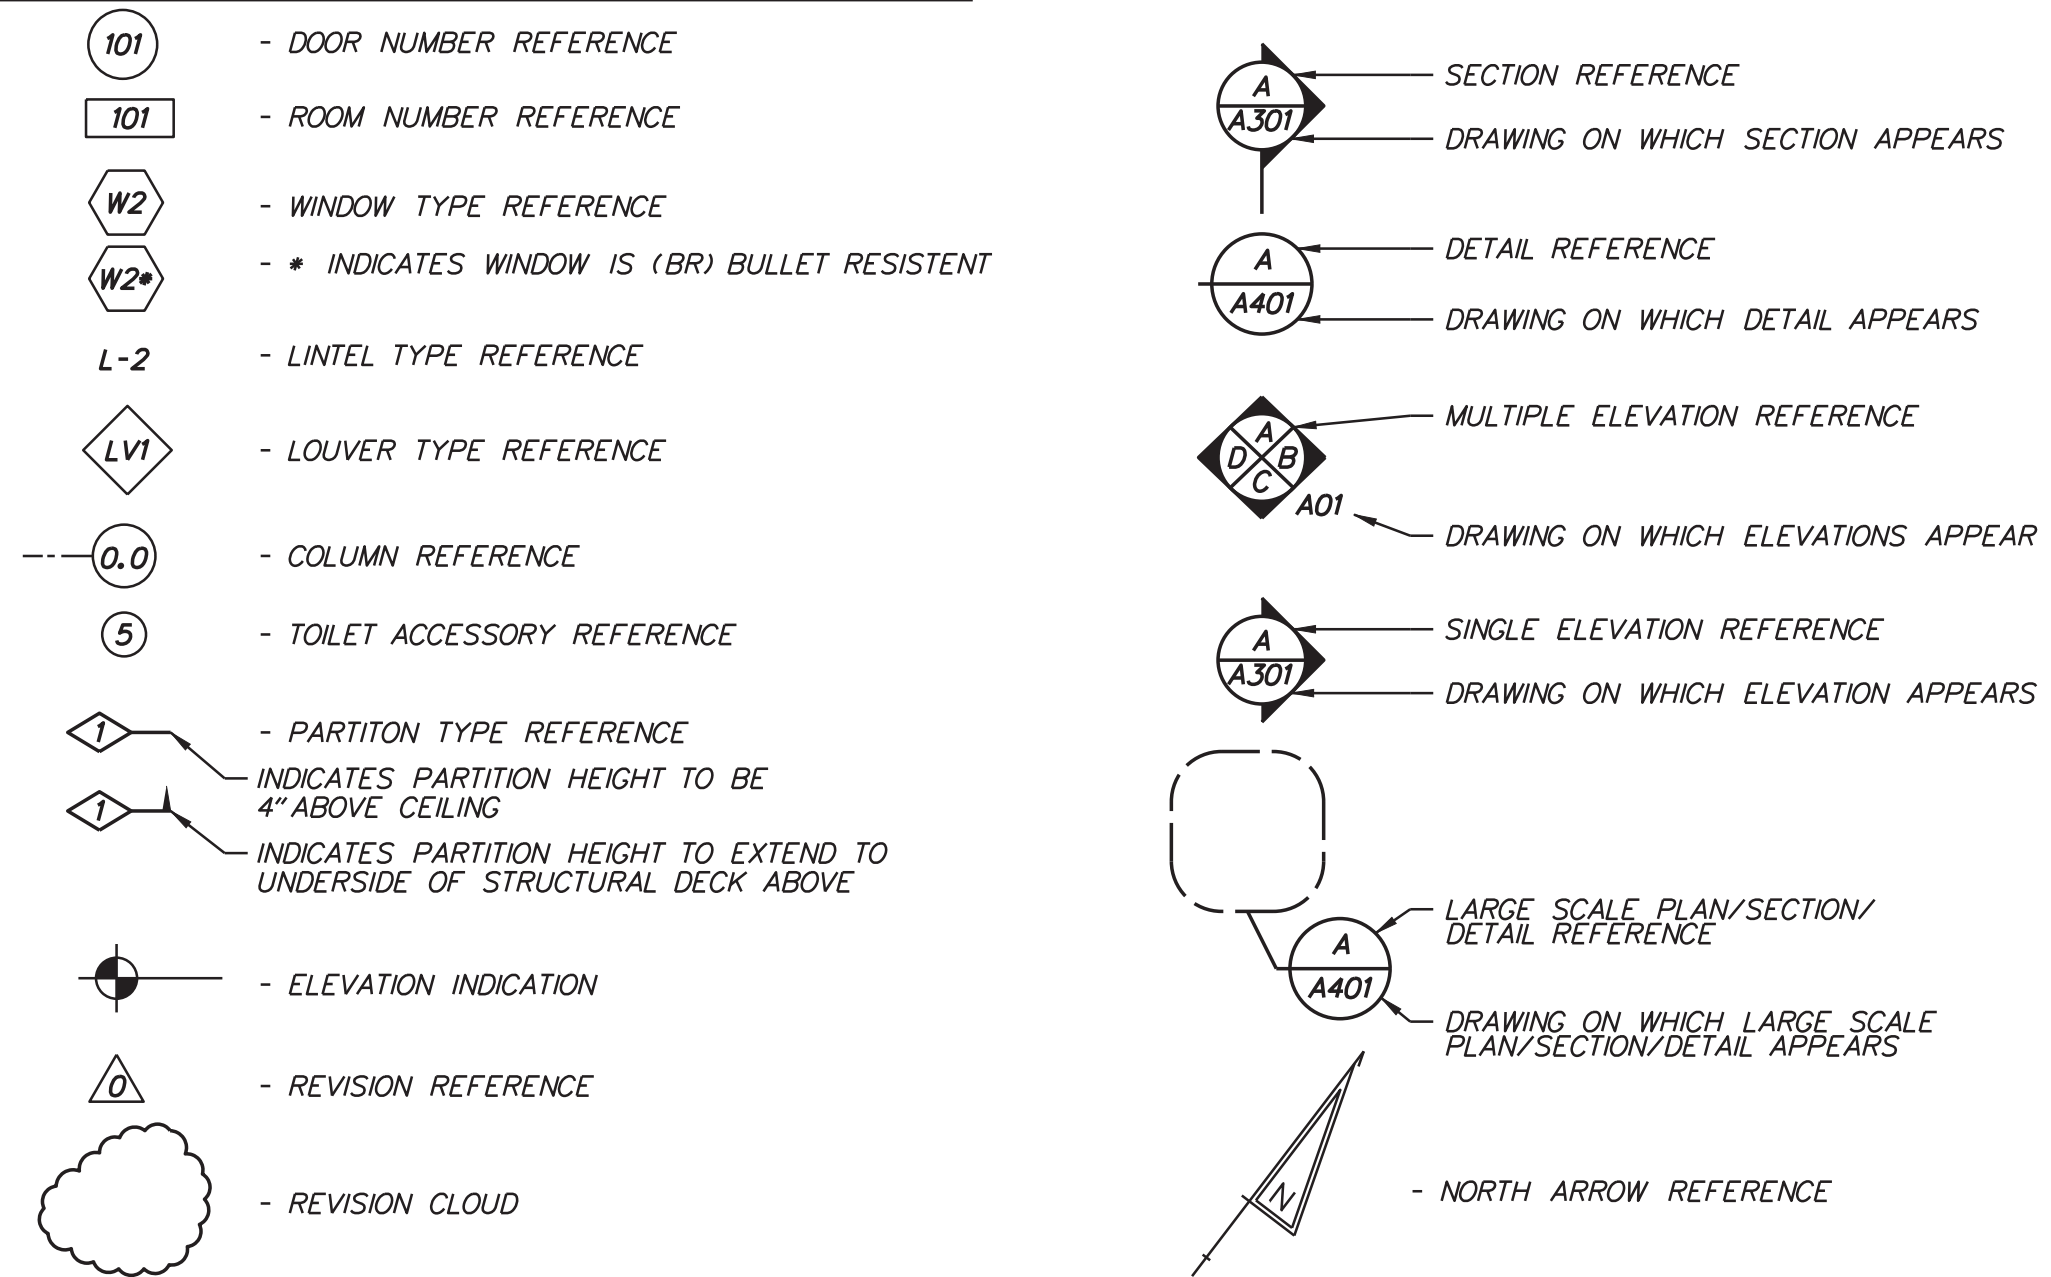 101 - DOOR NUMBER REFERENCE
101 - ROOM NUMBER REFERENCE
W2 - WINDOW TYPE REFERENCE
W2* - * INDICATES WINDOW IS (BR) BULLET RESISTENT
L-2 - LINTEL TYPE REFERENCE
LV1 - LOUVER TYPE REFERENCE
0.0 - COLUMN REFERENCE
5 - TOILET ACCESSORY REFERENCE
1 - PARTITON TYPE REFERENCE
INDICATES PARTITION HEIGHT TO BE
4" ABOVE CEILING
1
INDICATES PARTITION HEIGHT TO EXTEND TO
UNDERSIDE OF STRUCTURAL DECK ABOVE
- ELEVATION INDICATION
0 - REVISION REFERENCE
- REVISION CLOUD
A SECTION REFERENCE
A301 DRAWING ON WHICH SECTION APPEARS
A DETAIL REFERENCE
A401 DRAWING ON WHICH DETAIL APPEARS
MULTIPLE ELEVATION REFERENCE
A
D B
C
A01
DRAWING ON WHICH ELEVATIONS APPEAR
A SINGLE ELEVATION REFERENCE
A301 DRAWING ON WHICH ELEVATION APPEARS
LARGE SCALE PLAN/SECTION/
DETAIL REFERENCE
A
A401
DRAWING ON WHICH LARGE SCALE
PLAN/SECTION/DETAIL APPEARS
N - NORTH ARROW REFERENCE